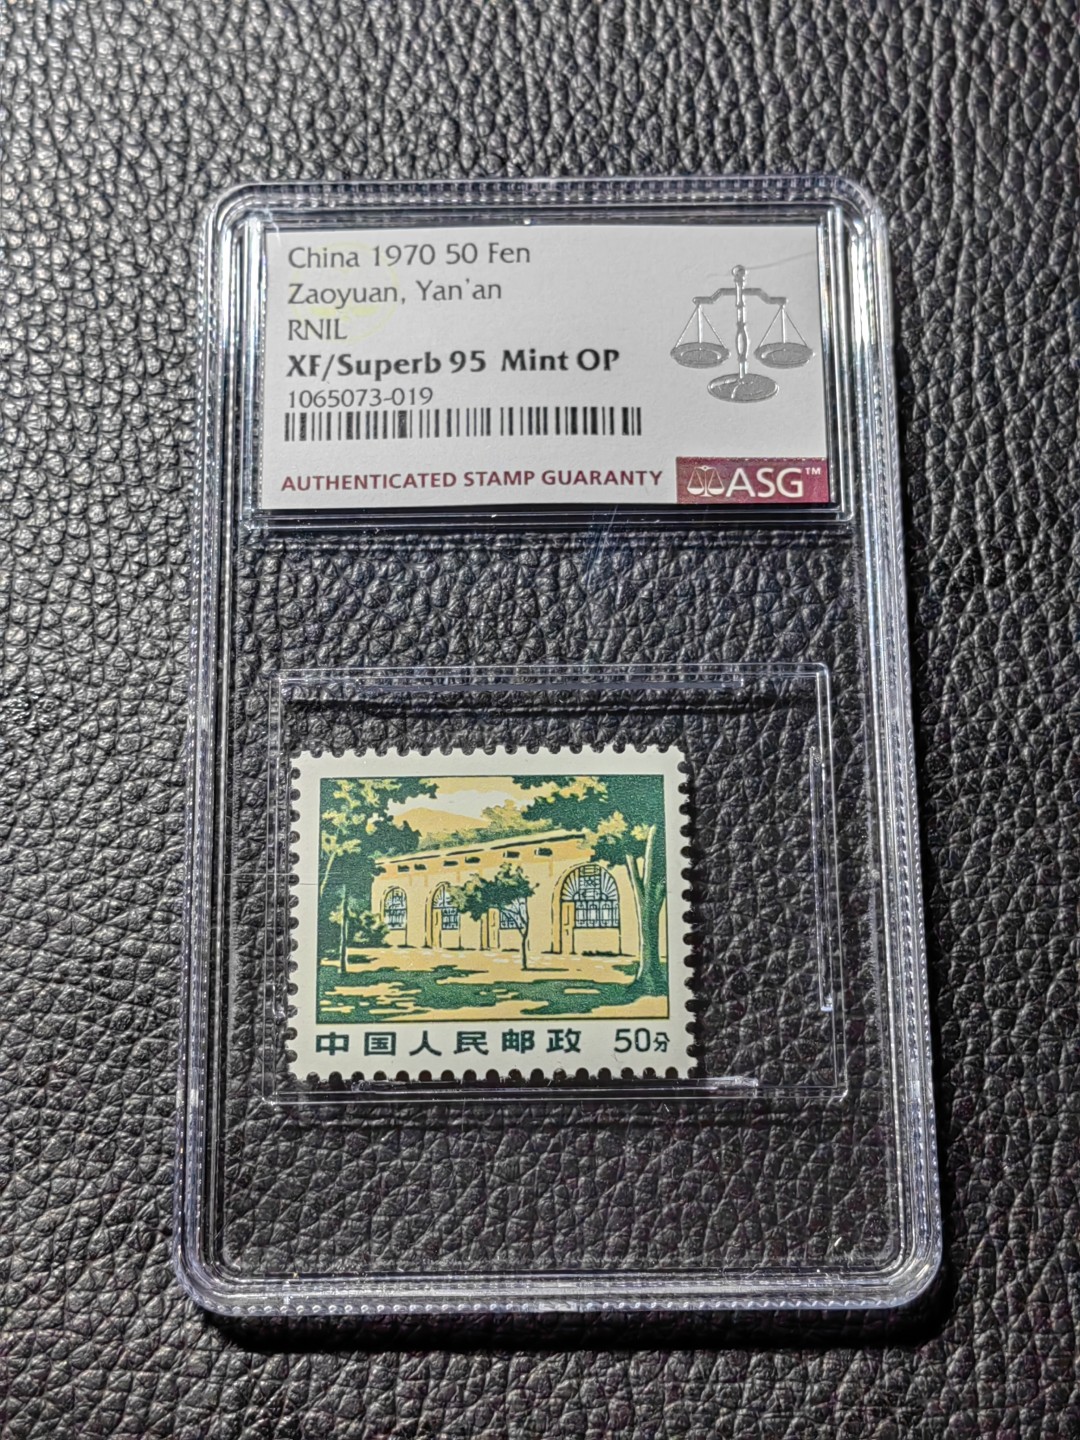 China 1970 50 Fen
Zaoyuan, Yan'an
RNIL
XF/Superb 95 Mint OP
1065073-019
AUTHENTICATED STAMP GUARANTY
ASG™
中国人民邮政 50分